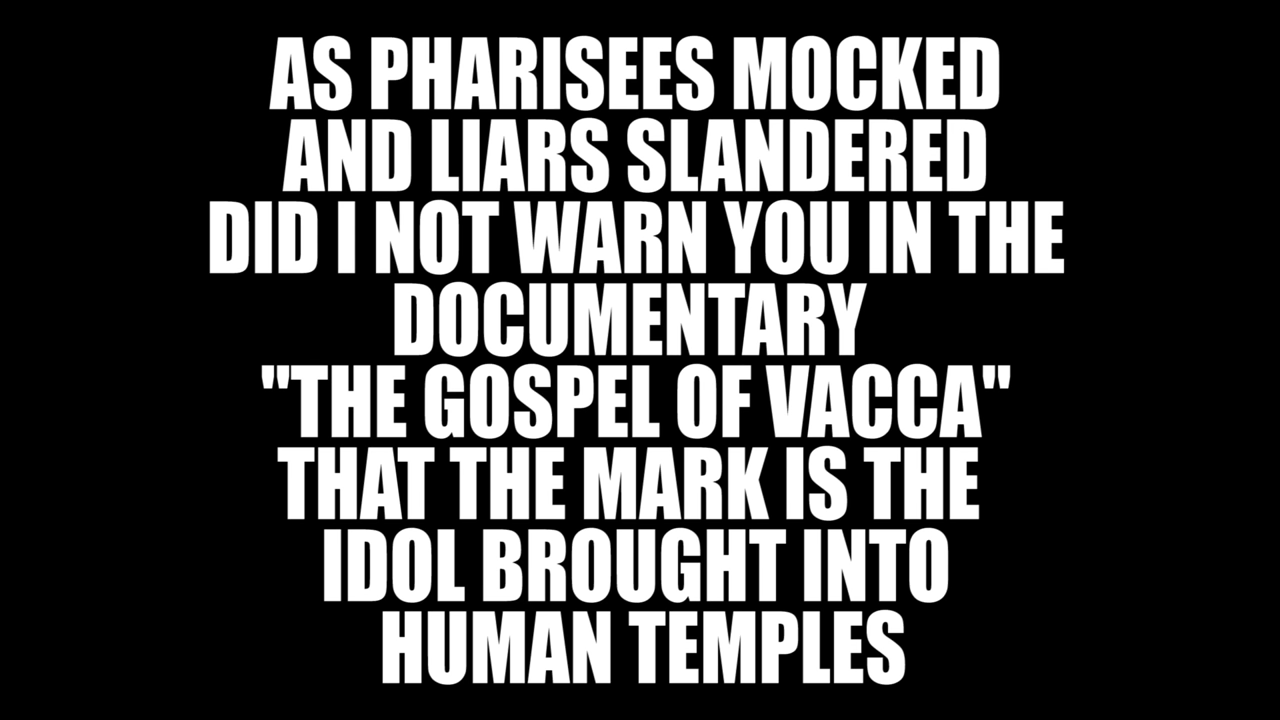 AS PHARISEES MOCKED
AND LIARS SLANDERED
DID I NOT WARN YOU IN THE
DOCUMENTARY
"THE GOSPEL OF VACCA"
THAT THE MARK IS THE
IDOL BROUGHT INTO
HUMAN TEMPLES